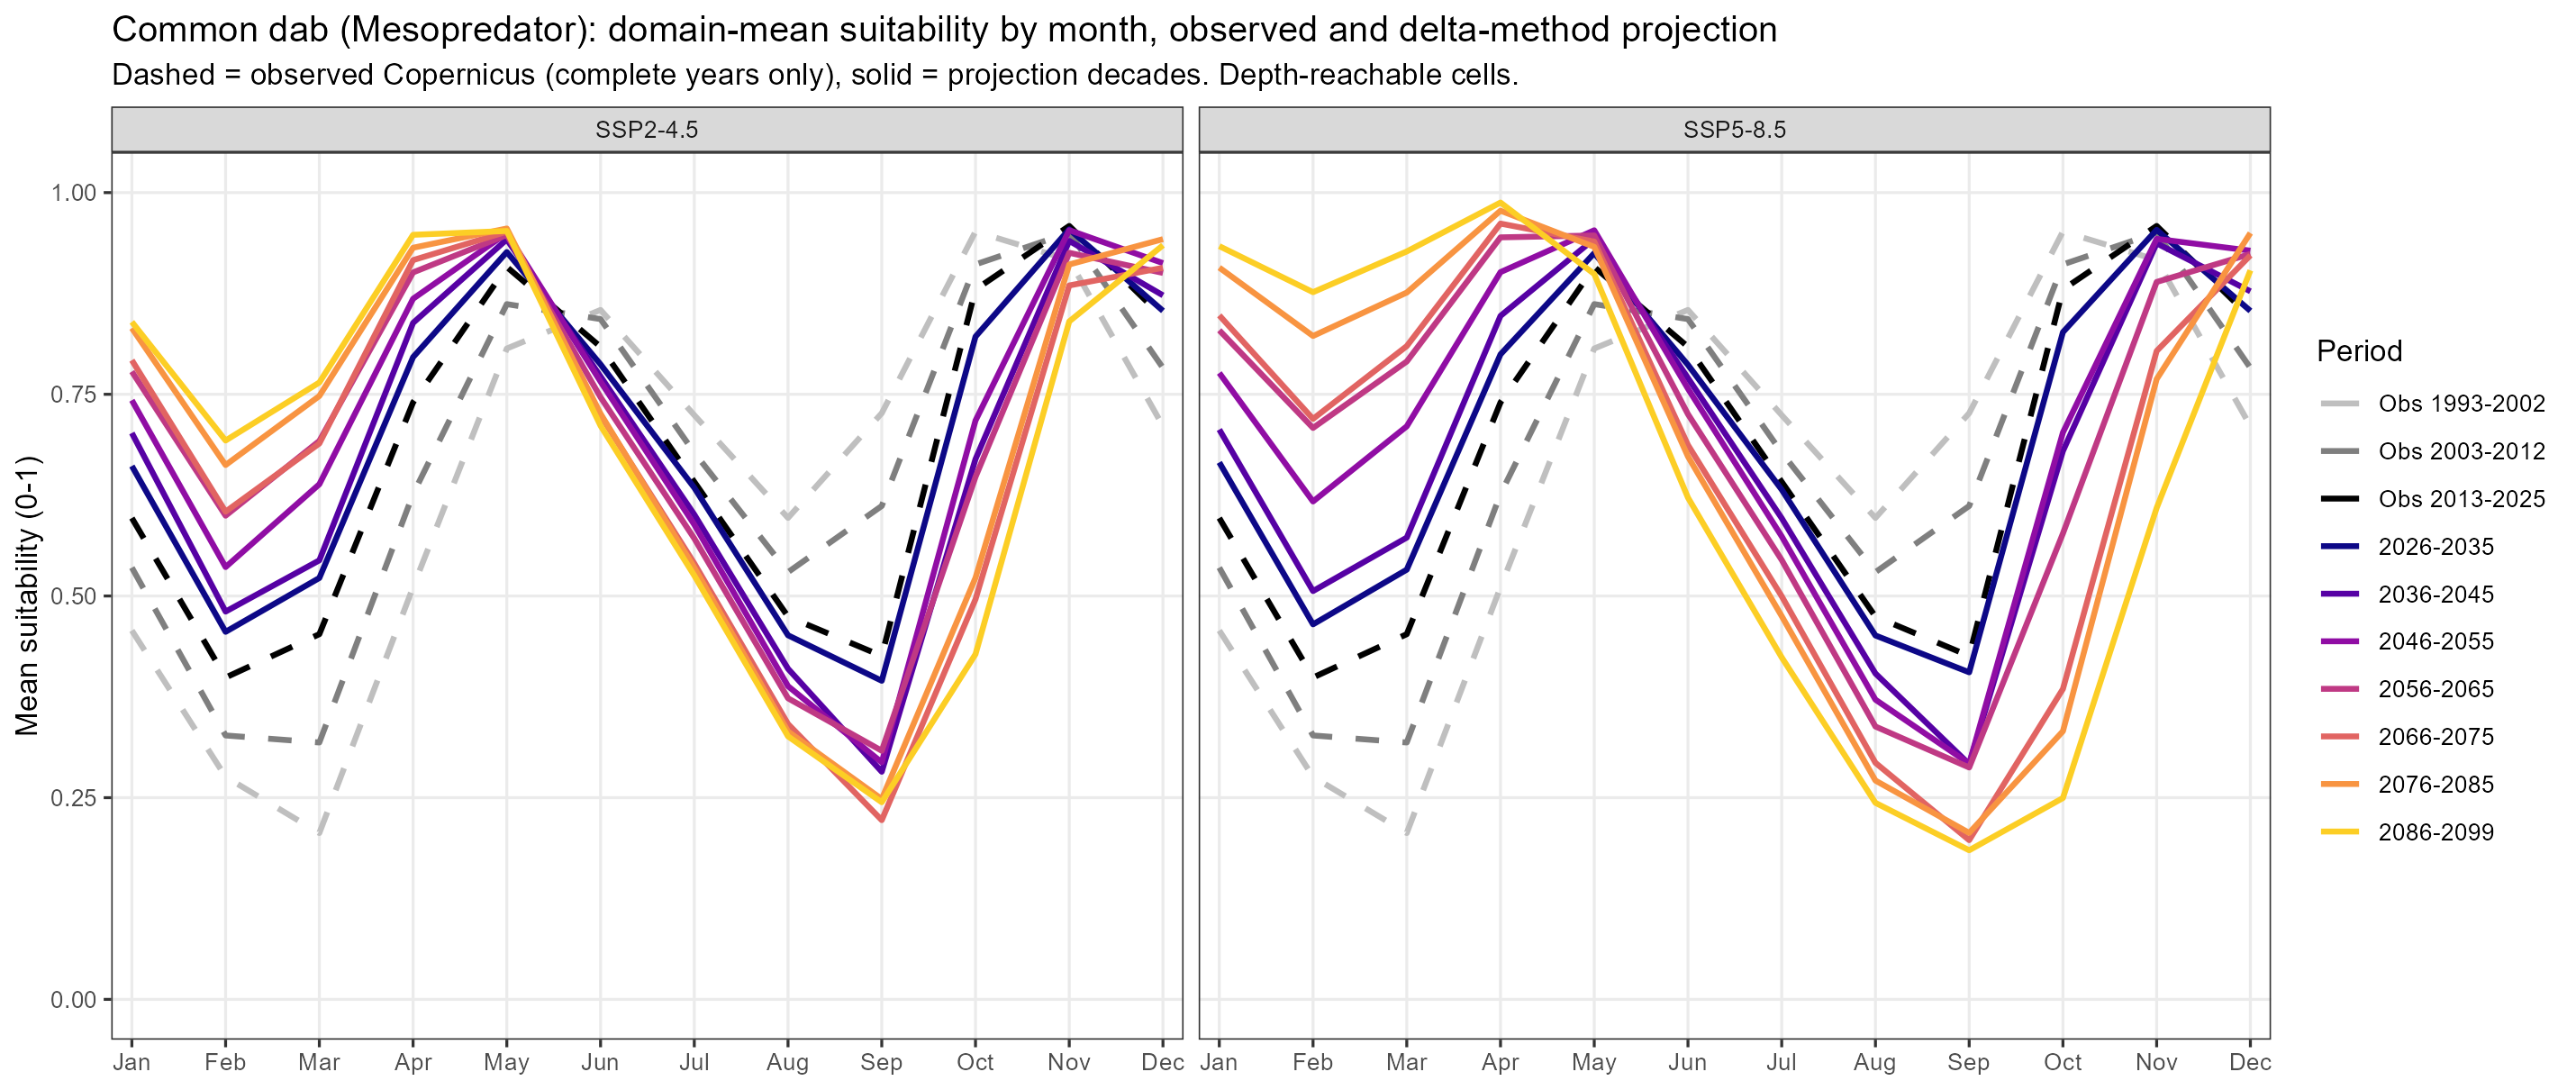 Common dab (Mesopredator): domain-mean suitability by month, observed and delta-method projection
Dashed = observed Copernicus (complete years only), solid = projection decades. Depth-reachable cells.
SSP2-4.5
SSP5-8.5
Mean suitability (0-1)
1.00
0.75
0.50
0.25
0.00
Jan Feb Mar Apr May Jun Jul Aug Sep Oct Nov Dec
Jan Feb Mar Apr May Jun Jul Aug Sep Oct Nov Dec
Period
Obs 1993-2002
Obs 2003-2012
Obs 2013-2025
2026-2035
2036-2045
2046-2055
2056-2065
2066-2075
2076-2085
2086-2099